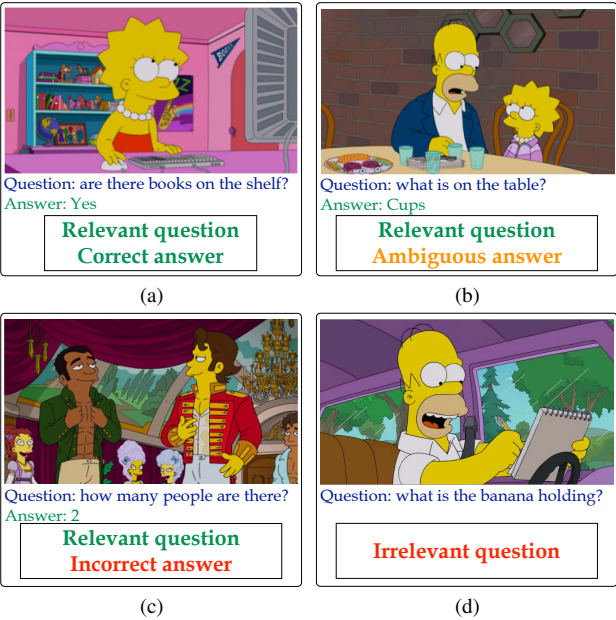 BOOKS
Question: are there books on the shelf?
Answer: Yes
Relevant question
Correct answer
(a)
Question: what is on the table?
Answer: Cups
Relevant question
Ambiguous answer
(b)
Question: how many people are there?
Answer: 2
Relevant question
Incorrect answer
(c)
Question: what is the banana holding?
Irrelevant question
(d)